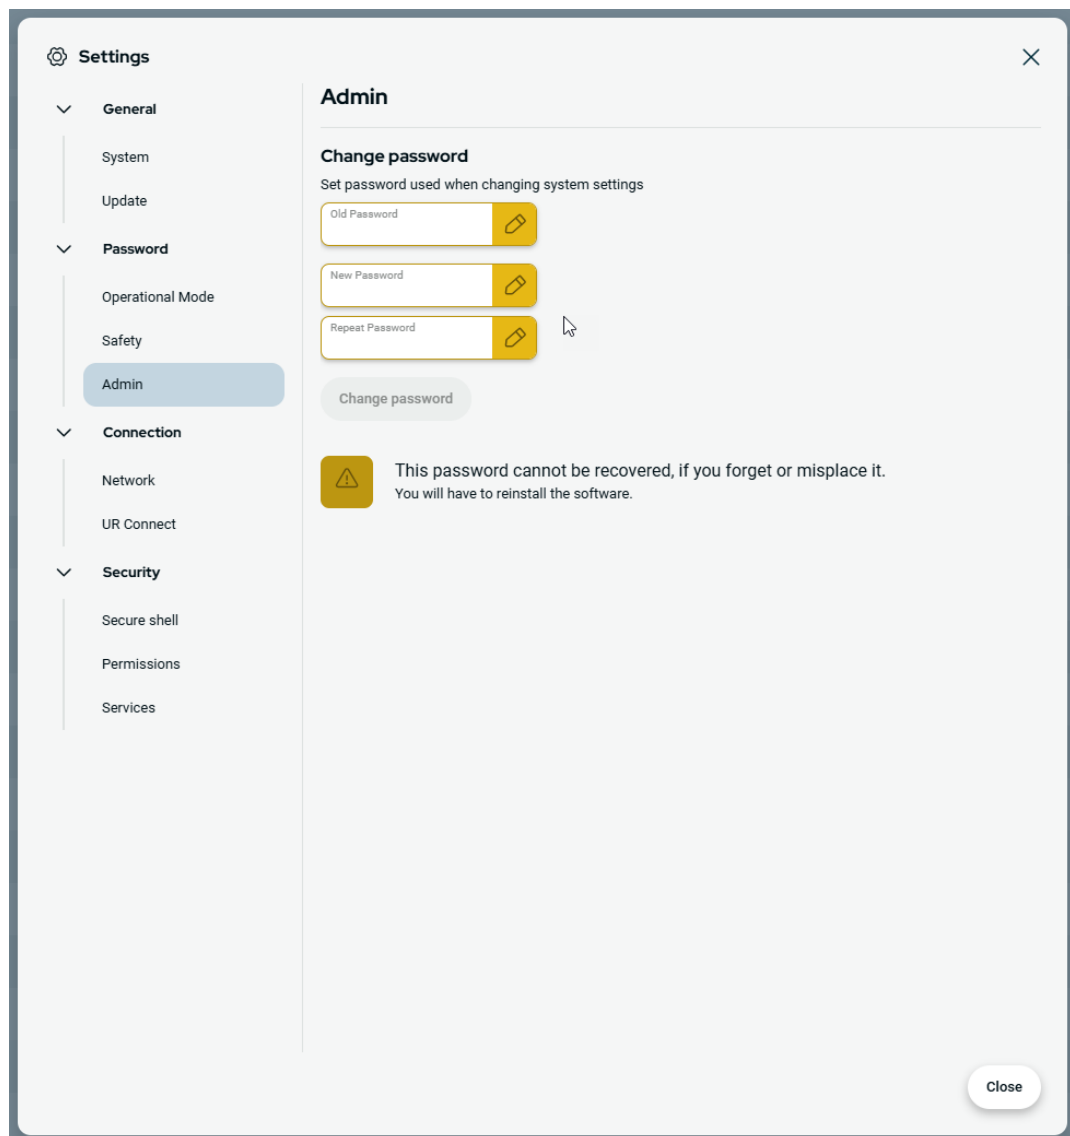 Settings
General
System
Update
Password
Operational Mode
Safety
Admin
Connection
Network
UR Connect
Security
Secure shell
Permissions
Services
Admin
Change password
Set password used when changing system settings
Old Password
New Password
Repeat Password
Change password
This password cannot be recovered, if you forget or misplace it.
You will have to reinstall the software.
Close